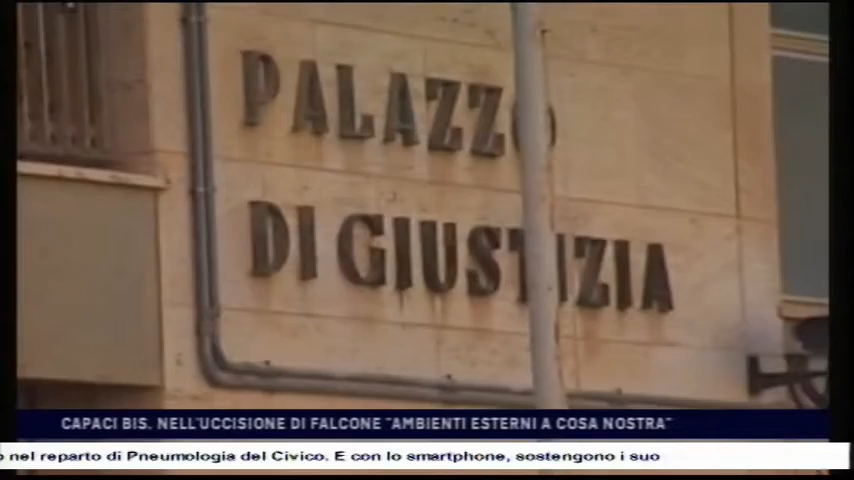 PALAZZO
DI GIUSTIZIA
CAPACI BIS. NELL'UCCISIONE DI FALCONE "AMBIENTI ESTERNI A COSA NOSTRA"
o nel reparto di Pneumologia del Civico. E con lo smartphone, sostengono i suo